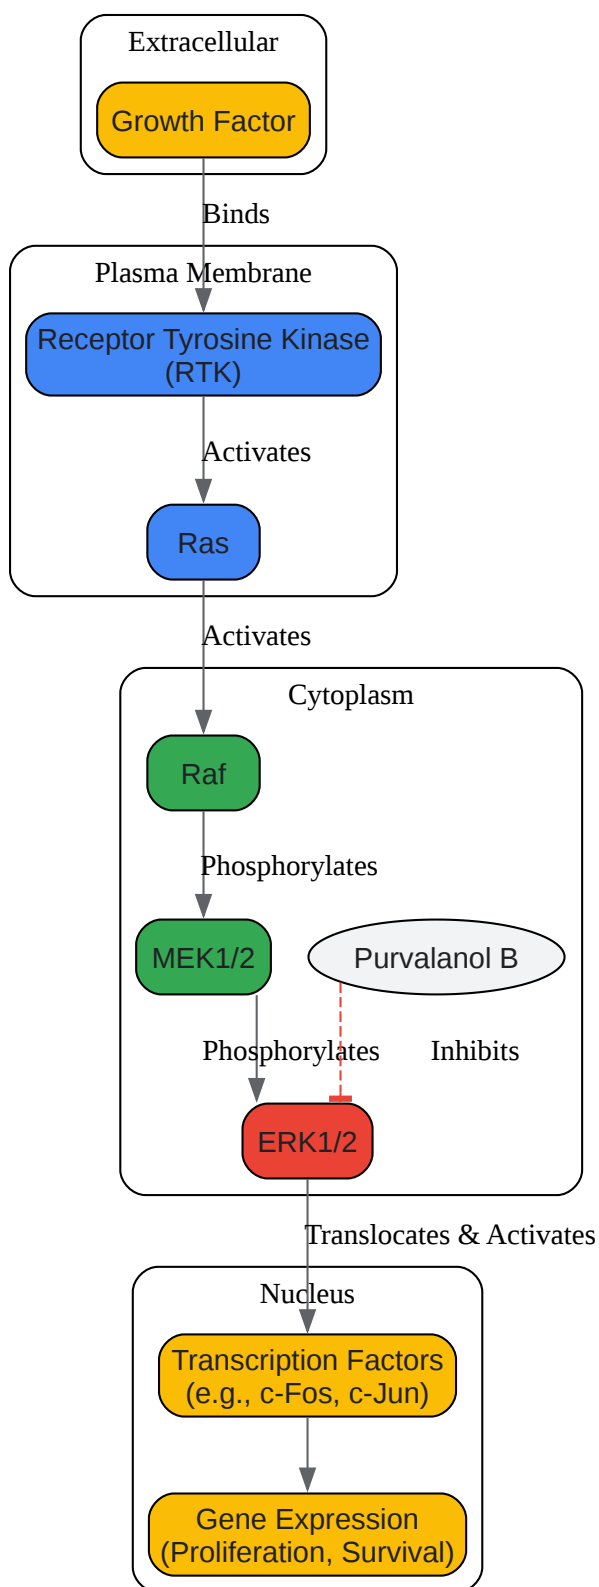 Extracellular
Growth Factor
Binds
Plasma Membrane
Receptor Tyrosine Kinase
(RTK)
Activates
Ras
Activates
Cytoplasm
Raf
Phosphorylates
MEK1/2
Purvalanol B
Phosphorylates
Inhibits
ERK1/2
Translocates & Activates
Nucleus
Transcription Factors
(e.g., c-Fos, c-Jun)
Gene Expression
(Proliferation, Survival)